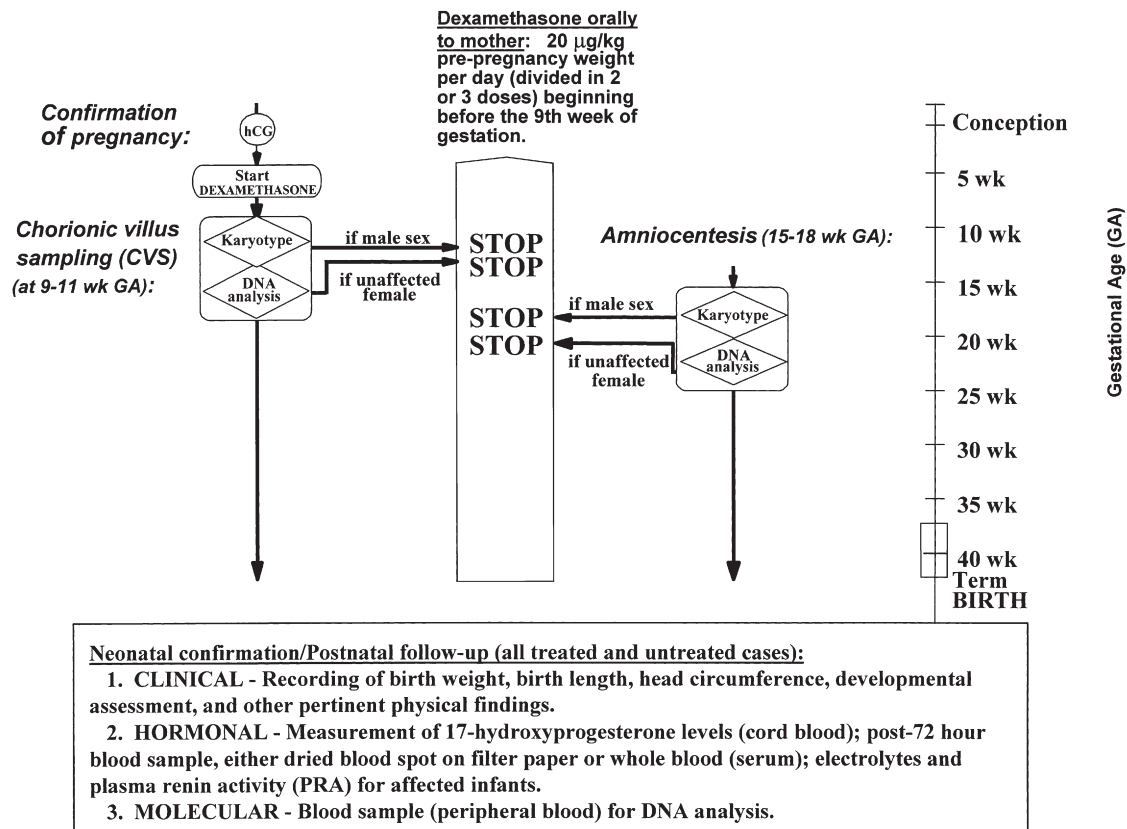 Dexamethasone orally
to mother: 20 µg/kg
pre-pregnancy weight
per day (divided in 2
or 3 doses) beginning
before the 9th week of
gestation.
Confirmation
of pregnancy:
hCG
Start
DEXAMETHASONE
Chorionic villus
sampling (CVS)
(at 9-11 wk GA):
Karyotype
DNA
analysis
if male sex
if unaffected
female
STOP
STOP
STOP
STOP
Amniocentesis (15-18 wk GA):
if male sex
if unaffected
female
Karyotype
DNA
analysis
Conception
5 wk
10 wk
15 wk
20 wk
25 wk
30 wk
35 wk
40 wk
Term
BIRTH
Gestational Age (GA)
Neonatal confirmation/Postnatal follow-up (all treated and untreated cases):
1. CLINICAL - Recording of birth weight, birth length, head circumference, developmental
assessment, and other pertinent physical findings.
2. HORMONAL - Measurement of 17-hydroxyprogesterone levels (cord blood); post-72 hour
blood sample, either dried blood spot on filter paper or whole blood (serum); electrolytes and
plasma renin activity (PRA) for affected infants.
3. MOLECULAR - Blood sample (peripheral blood) for DNA analysis.